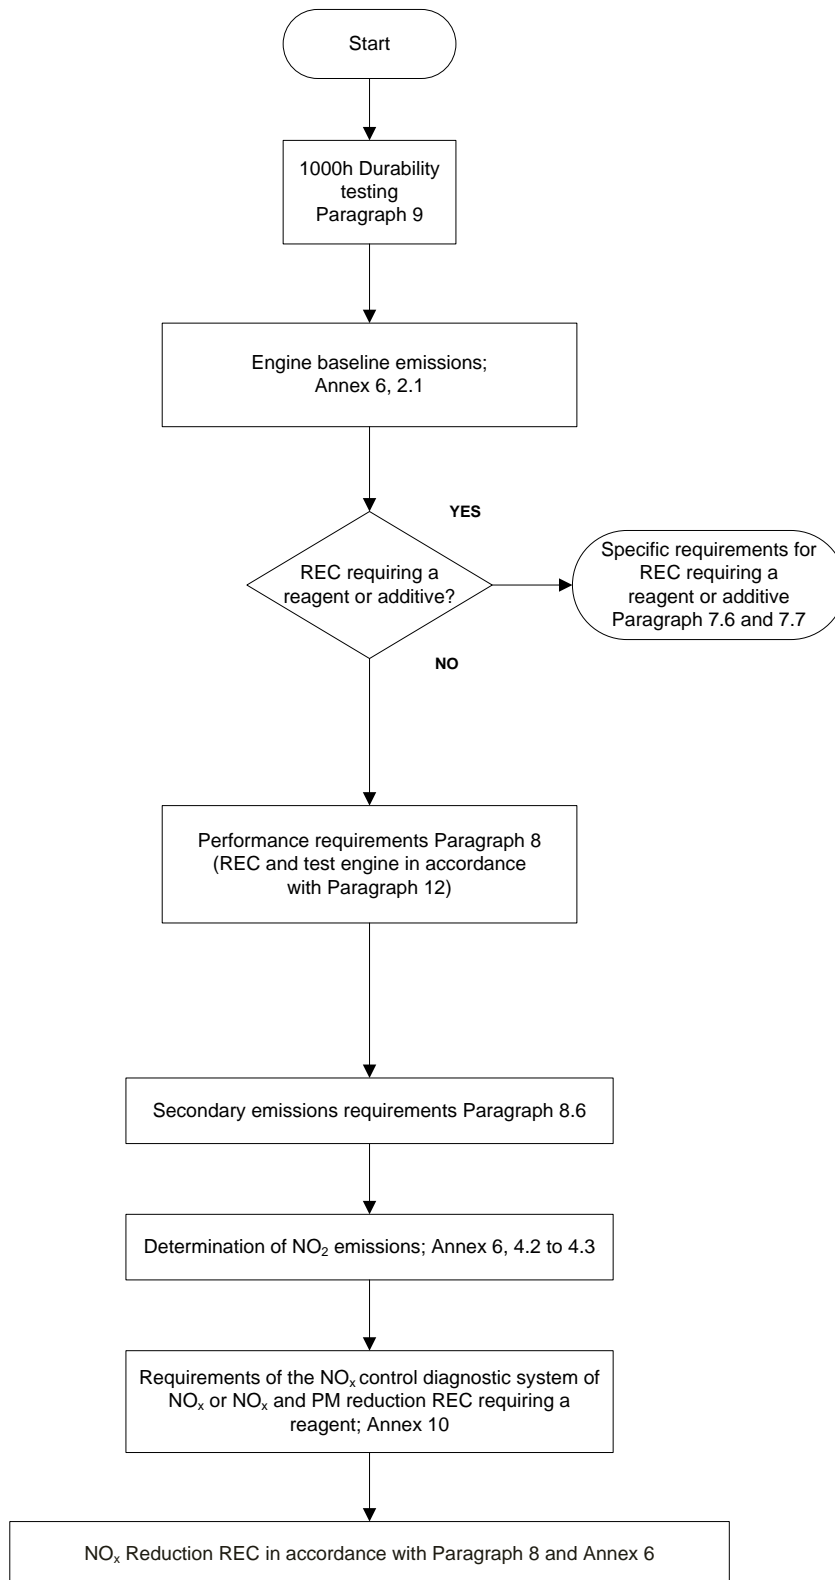 Start
1000h Durability
testing
Paragraph 9
Engine baseline emissions;
Annex 6, 2.1
YES
REC requiring a
reagent or additive?
Specific requirements for
REC requiring a
reagent or additive
Paragraph 7.6 and 7.7
NO
Performance requirements Paragraph 8
(REC and test engine in accordance
with Paragraph 12)
Secondary emissions requirements Paragraph 8.6
Determination of NO₂ emissions; Annex 6, 4.2 to 4.3
Requirements of the NOₓ control diagnostic system of
NOₓ or NOₓ and PM reduction REC requiring a
reagent; Annex 10
NOₓ Reduction REC in accordance with Paragraph 8 and Annex 6